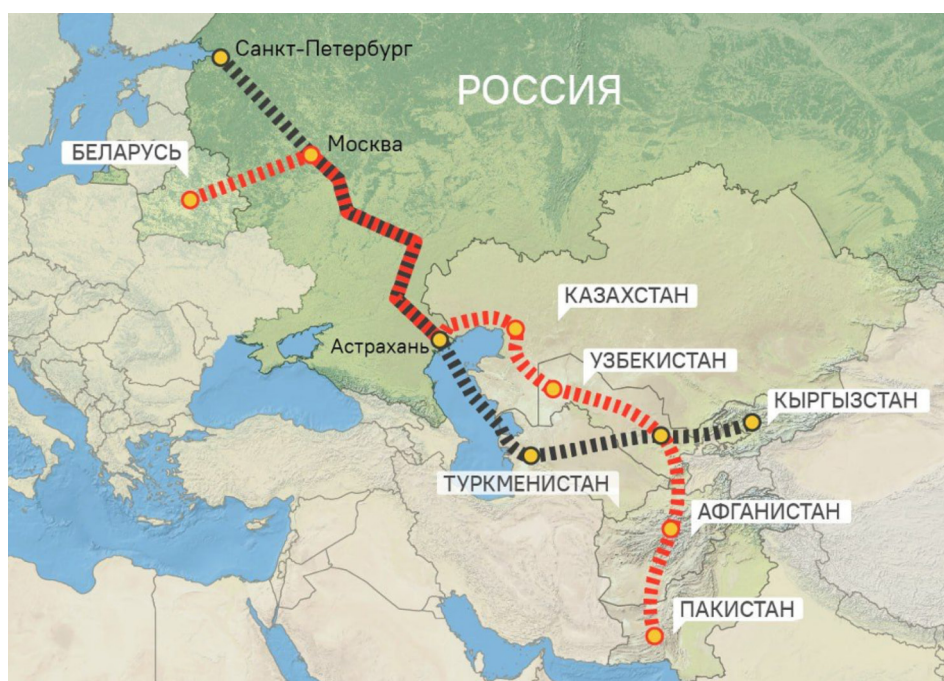 Санкт-Петербург
РОССИЯ
Москва
БЕЛАРУСЬ
КАЗАХСТАН
Астрахань
УЗБЕКИСТАН
КЫРГЫЗСТАН
ТУРКМЕНИСТАН
АФГАНИСТАН
ПАКИСТАН